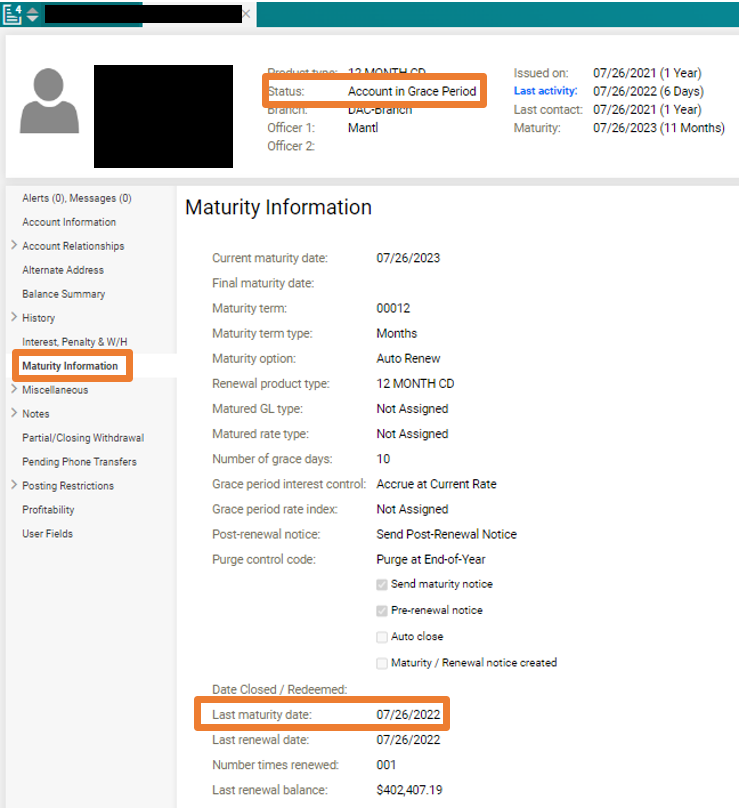 4
Product type: 12 MONTH CD
Status: Account in Grace Period
Branch: DAC-Branch
Officer 1: Mantl
Officer 2:
Issued on: 07/26/2021 (1 Year)
Last activity: 07/26/2022 (6 Days)
Last contact: 07/26/2021 (1 Year)
Maturity: 07/26/2023 (11 Months)
Alerts (0), Messages (0)
Account Information
Account Relationships
Alternate Address
Balance Summary
History
Interest, Penalty & W/H
Maturity Information
Miscellaneous
Notes
Partial/Closing Withdrawal
Pending Phone Transfers
Posting Restrictions
Profitability
User Fields
Maturity Information
Current maturity date: 07/26/2023
Final maturity date:
Maturity term: 00012
Maturity term type: Months
Maturity option: Auto Renew
Renewal product type: 12 MONTH CD
Matured GL type: Not Assigned
Matured rate type: Not Assigned
Number of grace days: 10
Grace period interest control: Accrue at Current Rate
Grace period rate index: Not Assigned
Post-renewal notice: Send Post-Renewal Notice
Purge control code: Purge at End-of-Year
Send maturity notice
Pre-renewal notice
Auto close
Maturity / Renewal notice created
Date Closed / Redeemed:
Last maturity date: 07/26/2022
Last renewal date: 07/26/2022
Number times renewed: 001
Last renewal balance: $402,407.19